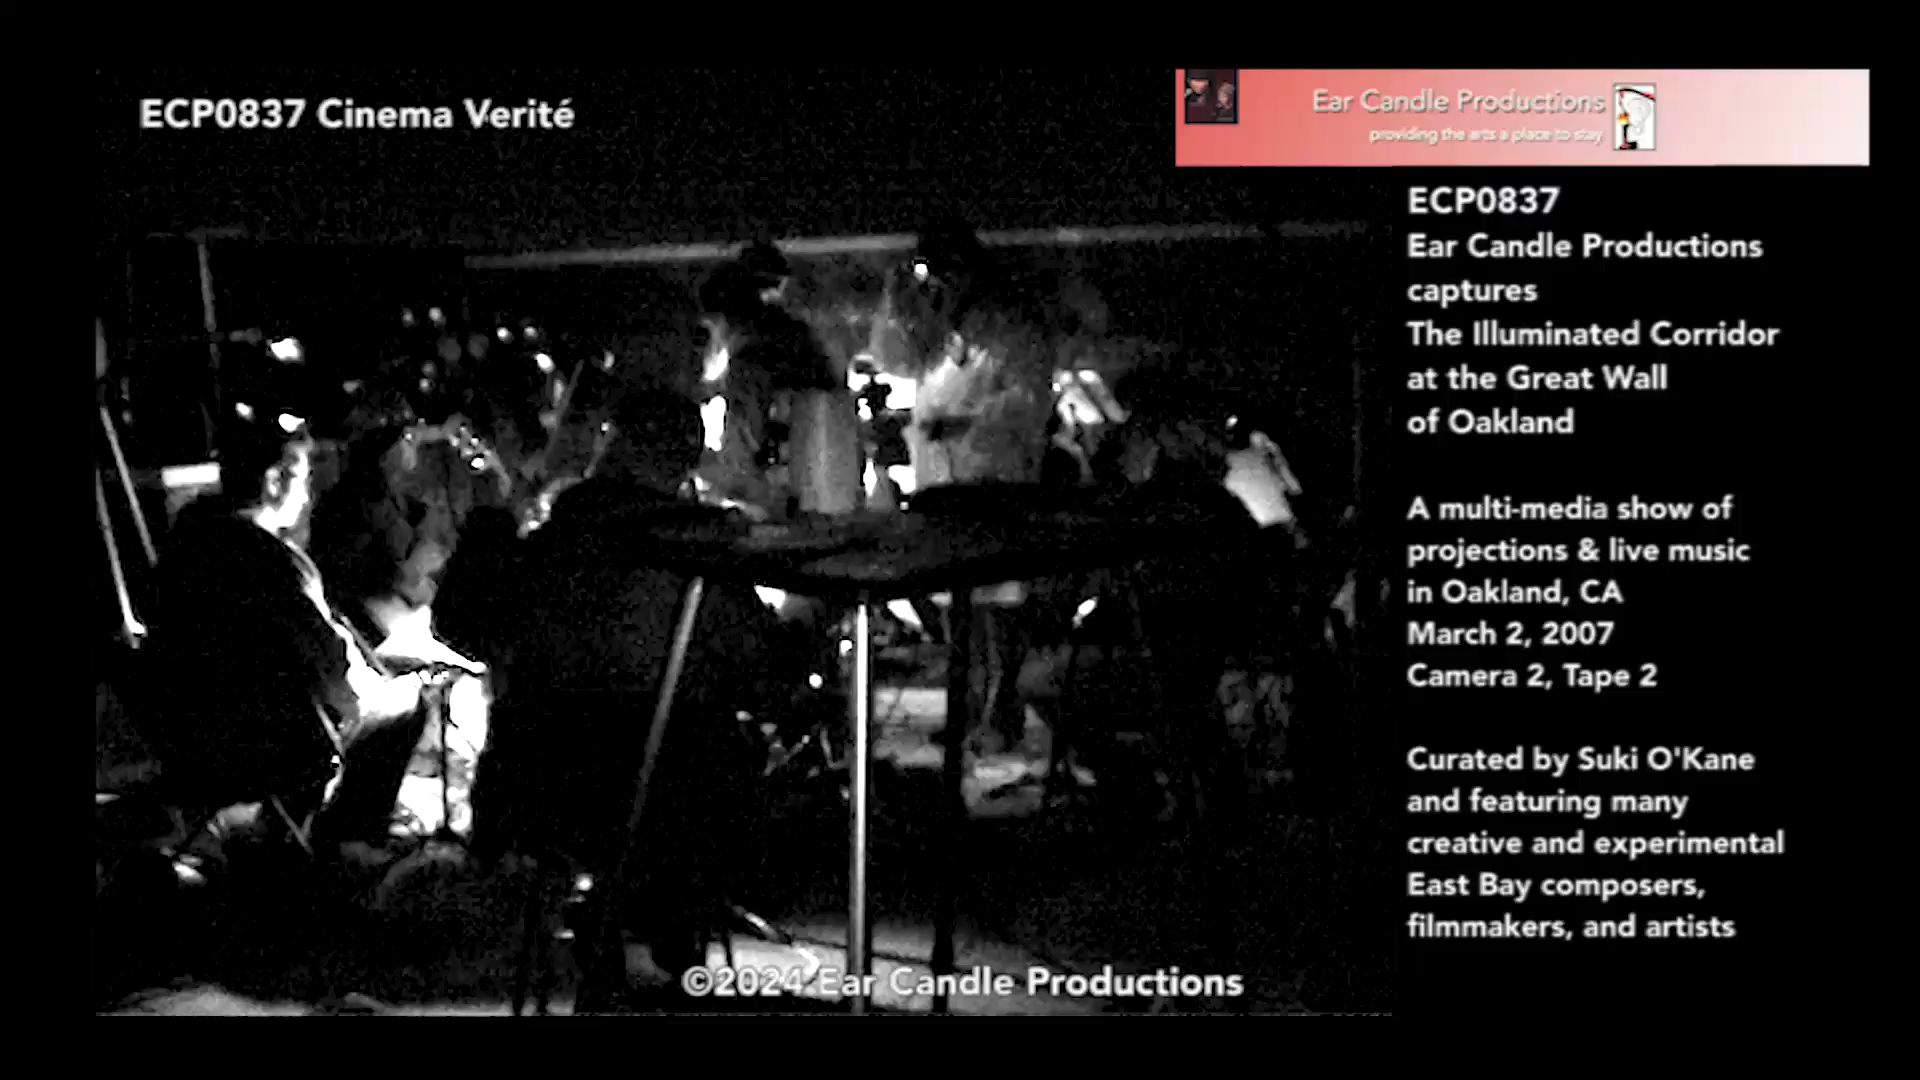 ECP0837 Cinema Verité
Ear Candle Productions
providing the arts a place to stay
ECP0837
Ear Candle Productions
captures
The Illuminated Corridor
at the Great Wall
of Oakland
A multi-media show of
projections & live music
in Oakland, CA
March 2, 2007
Camera 2, Tape 2
Curated by Suki O'Kane
and featuring many
creative and experimental
East Bay composers,
filmmakers, and artists
©2024 Ear Candle Productions